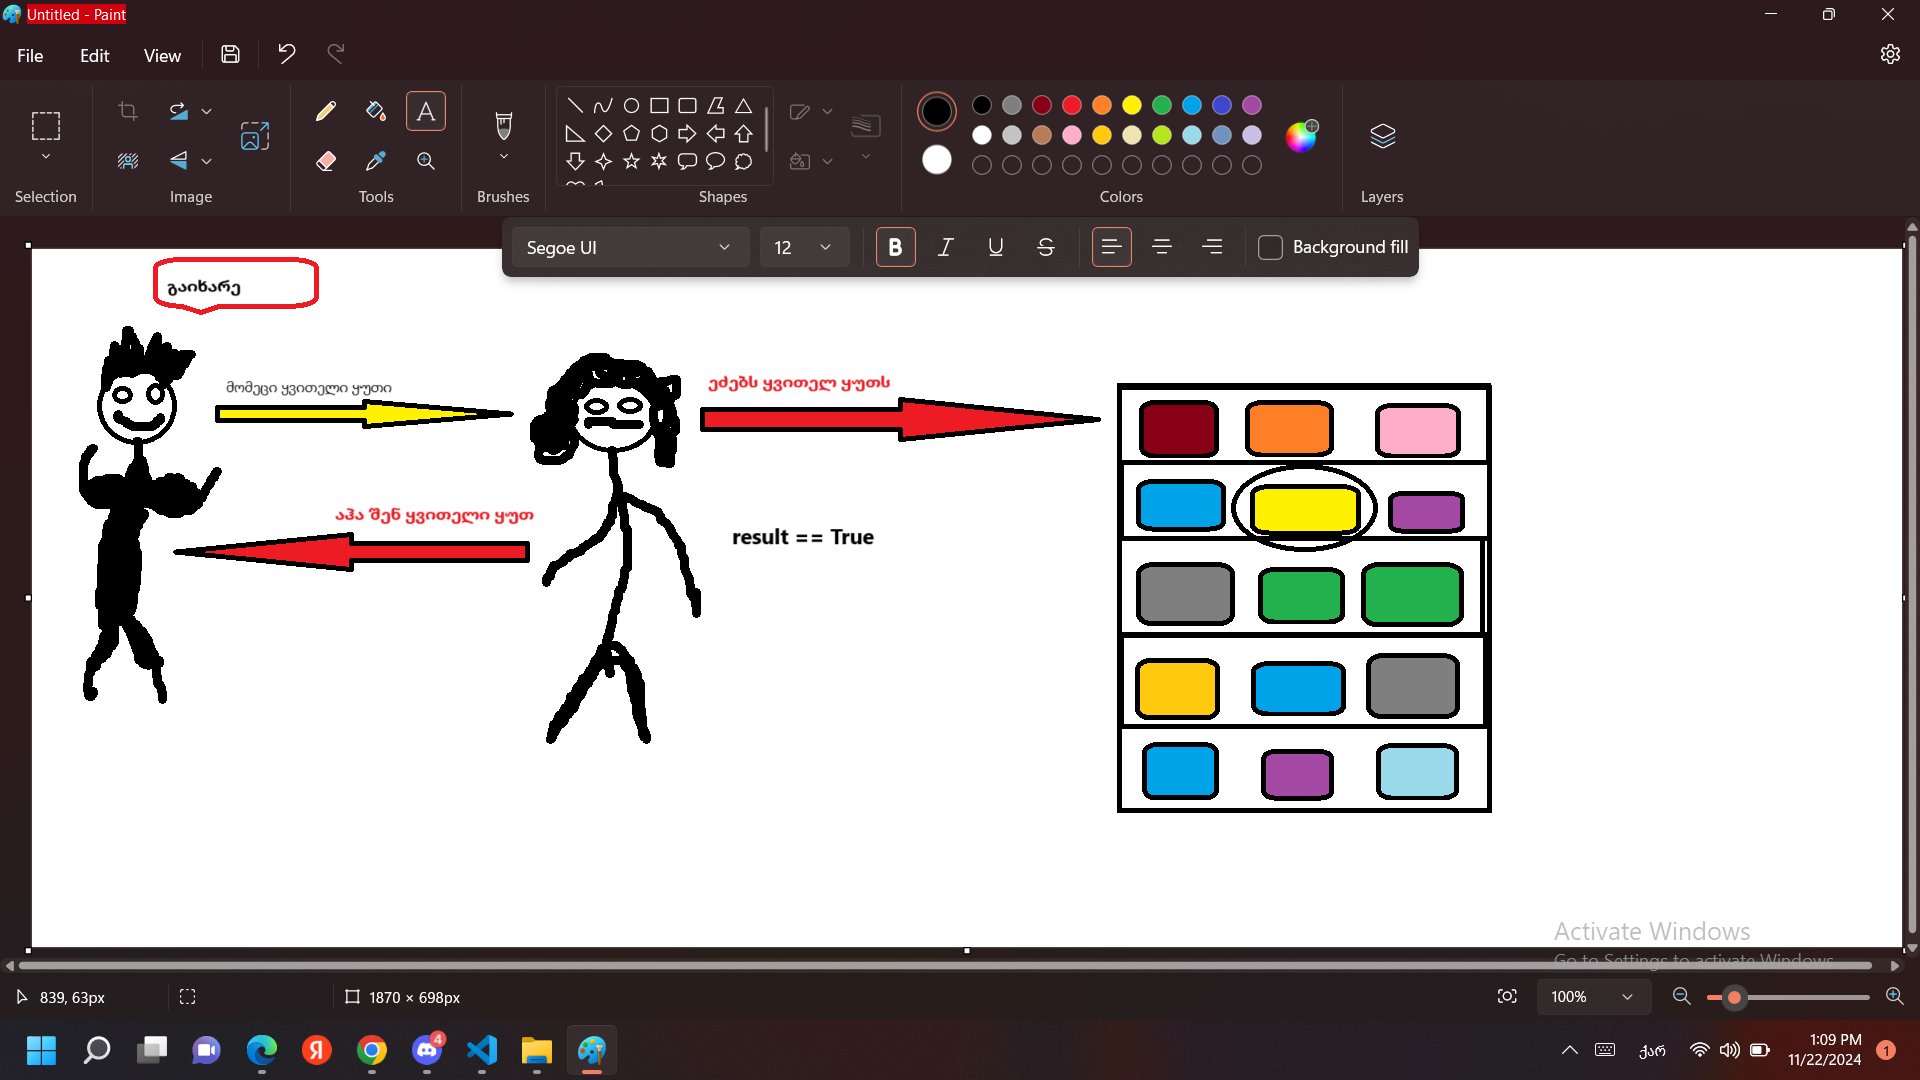 Untitled - Paint
File
Edit
View
Selection
Image
Tools
Brushes
Shapes
Colors
Layers
Segoe UI
12
B
I
U
S
Background fill
გაიხარე
მომეცი ყვითელი ყუთი
ეძებს ყვითელ ყუთს
აჰა შენ ყვითელი ყუთ
result == True
Activate Windows
Go to Settings to activate Windows.
839, 63px
1870 × 698px
100%
4
ქარ
1:09 PM
11/22/2024
1